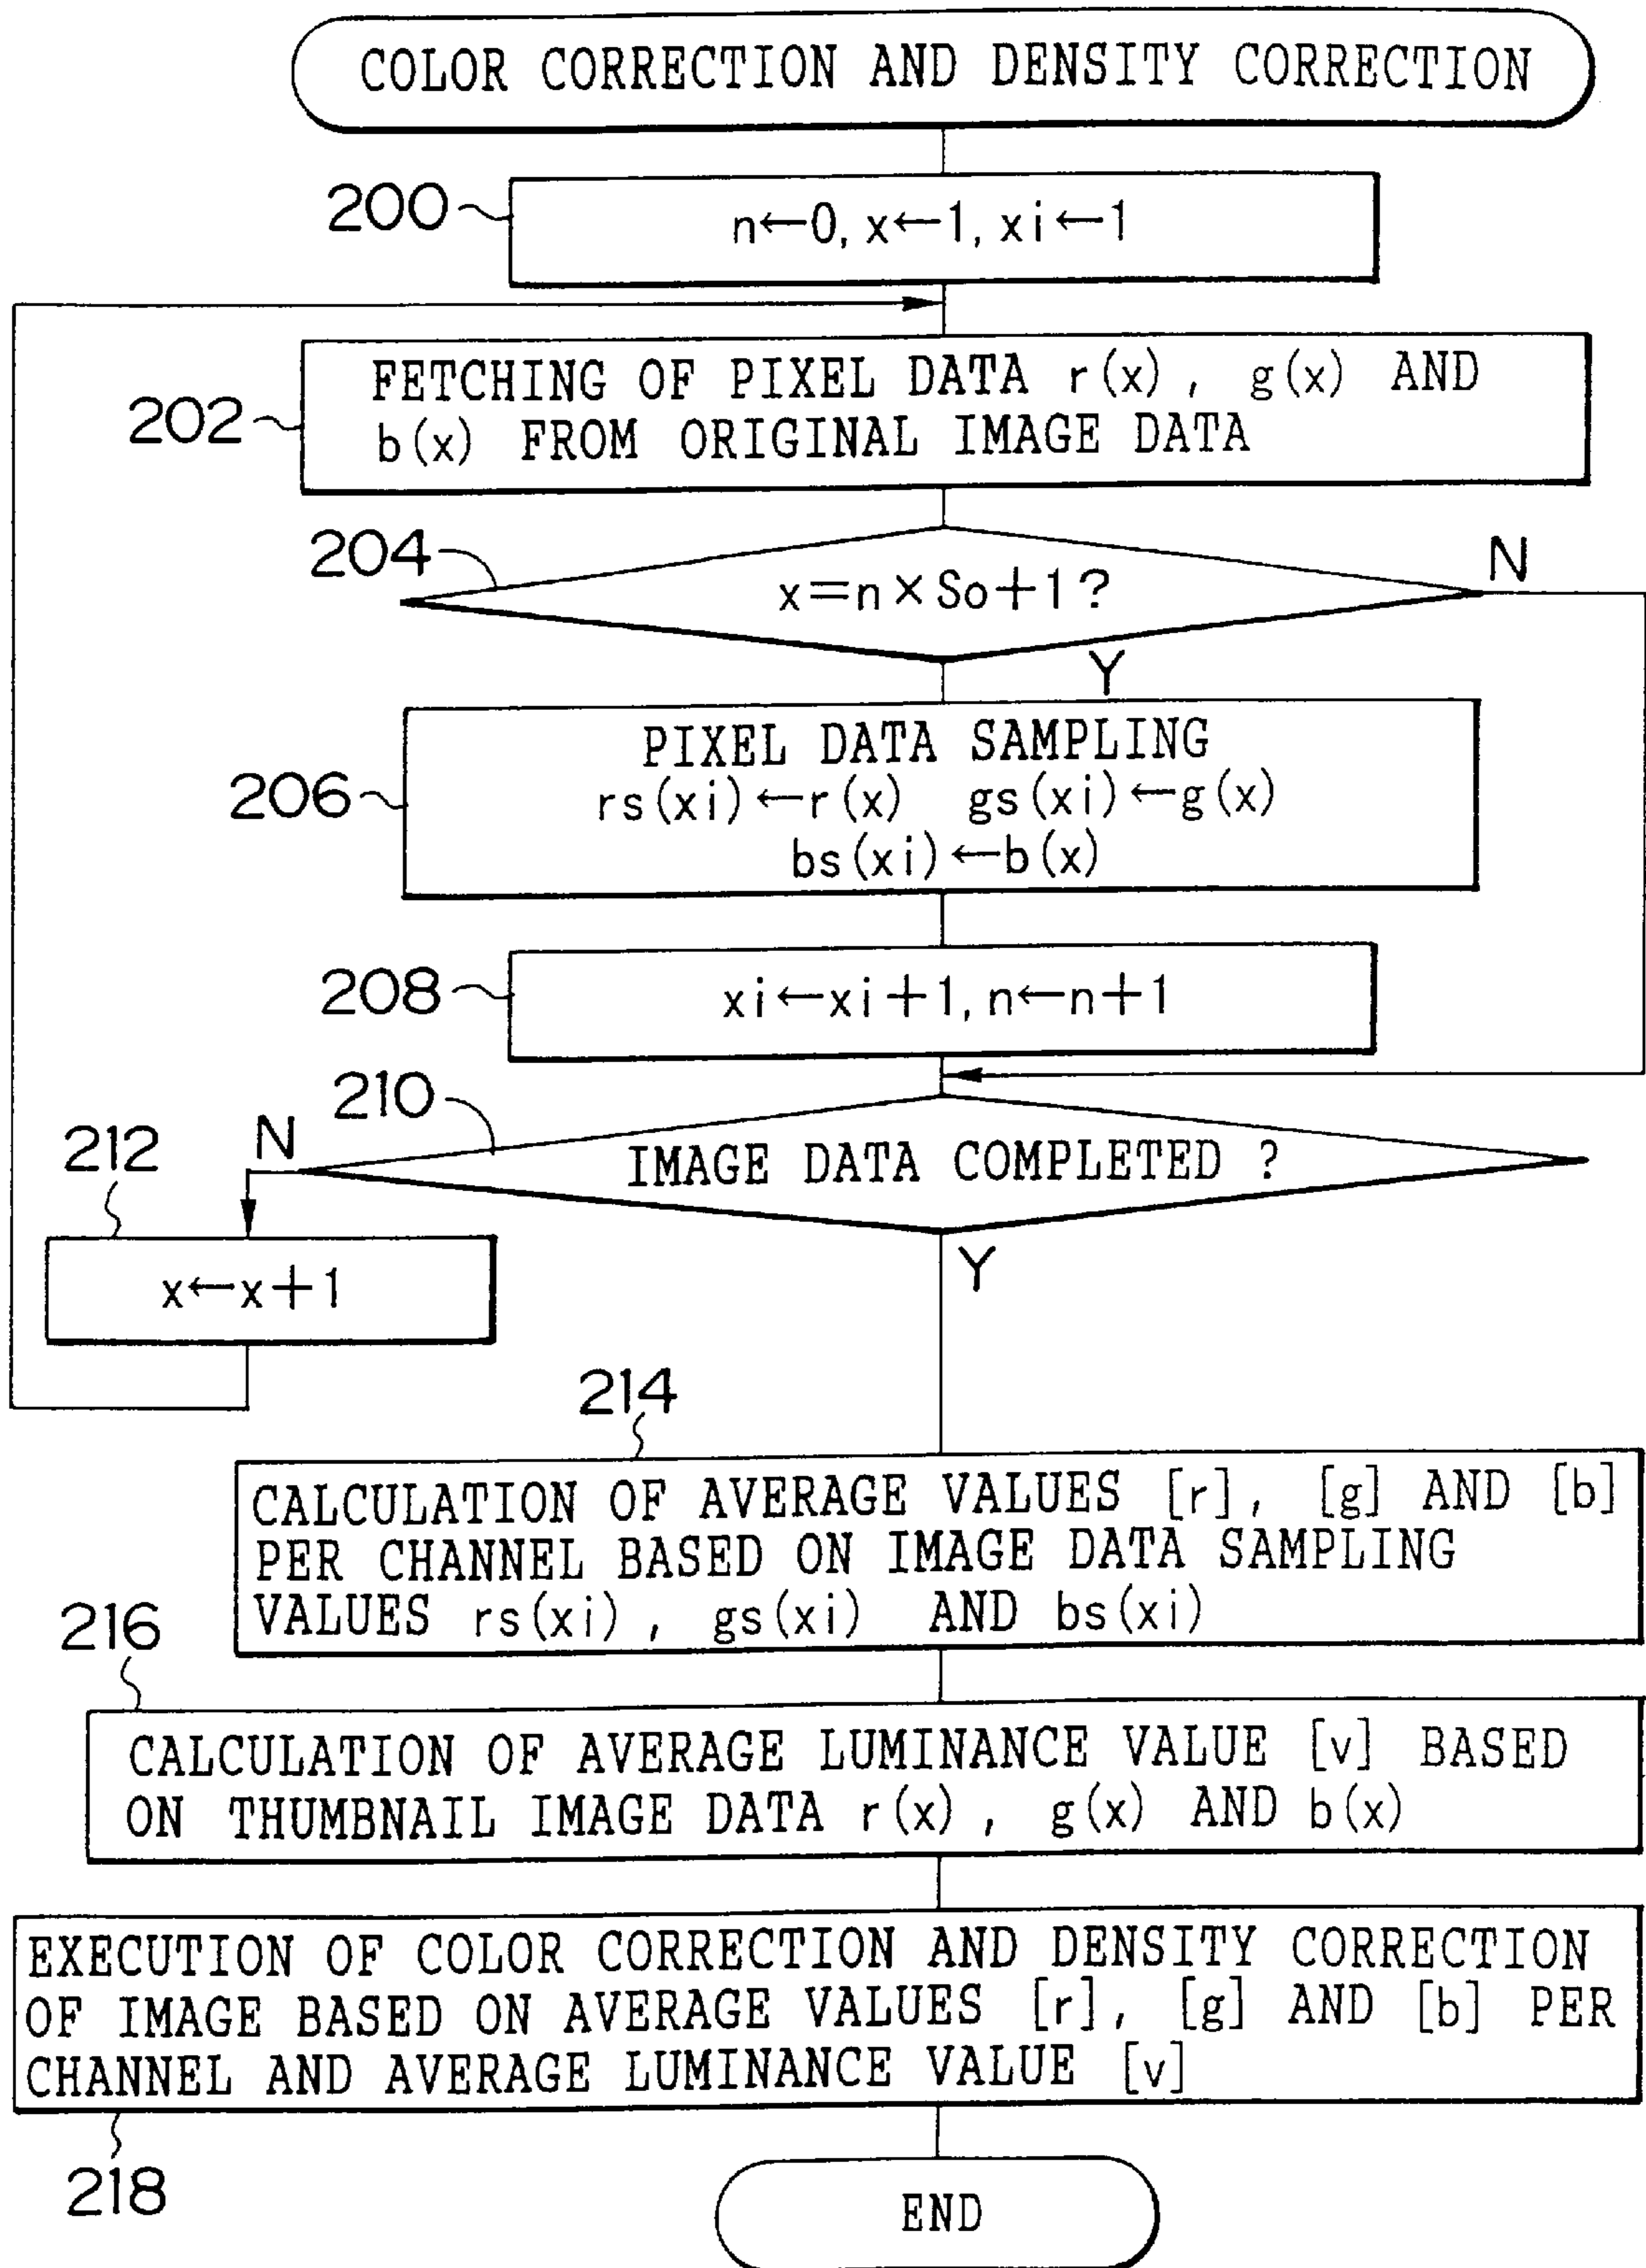 COLOR CORRECTION AND DENSITY CORRECTION
200
n←0, x←1, xi←1
202
FETCHING OF PIXEL DATA r(x), g(x) AND
b(x) FROM ORIGINAL IMAGE DATA
204
x=n×So+1?
N
Y
206
PIXEL DATA SAMPLING
rs(xi)←r(x) gs(xi)←g(x)
bs(xi)←b(x)
208
xi←xi+1, n←n+1
210
IMAGE DATA COMPLETED ?
N
Y
212
x←x+1
214
CALCULATION OF AVERAGE VALUES [r], [g] AND [b]
PER CHANNEL BASED ON IMAGE DATA SAMPLING
VALUES rs(xi), gs(xi) AND bs(xi)
216
CALCULATION OF AVERAGE LUMINANCE VALUE [v] BASED
ON THUMBNAIL IMAGE DATA r(x), g(x) AND b(x)
EXECUTION OF COLOR CORRECTION AND DENSITY CORRECTION
OF IMAGE BASED ON AVERAGE VALUES [r], [g] AND [b] PER
CHANNEL AND AVERAGE LUMINANCE VALUE [v]
218
END